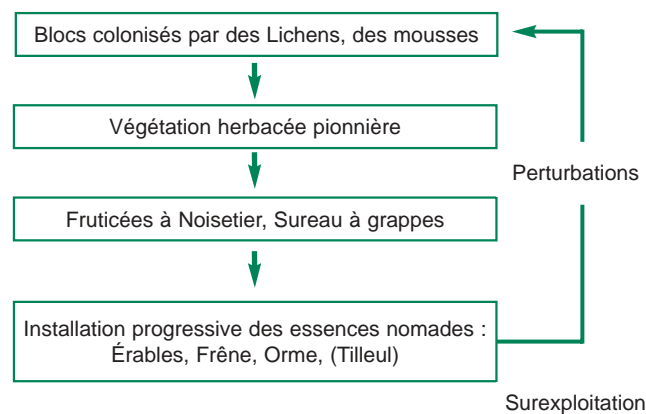 Blocs colonisés par des Lichens, des mousses
Végétation herbacée pionnière
Perturbations
Fruticées à Noisetier, Sureau à grappes
Installation progressive des essences nomades :
Érables, Frêne, Orme, (Tilleul)
Surexploitation